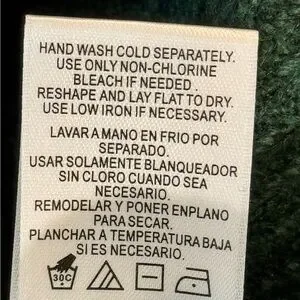 HAND WASH COLD SEPARATELY.
USE ONLY NON-CHLORINE
BLEACH IF NEEDED.
RESHAPE AND LAY FLAT TO DRY.
USE LOW IRON IF NECESSARY.
LAVAR A MANO EN FRIO POR
SEPARADO.
USAR SOLAMENTE BLANQUEADOR
SIN CLORO CUANDO SEA
NECESARIO.
REMODELAR Y PONER ENPLANO
PARA SECAR.
PLANCHAR A TEMPERATURA BAJA
SI ES NECESARIO.
30C